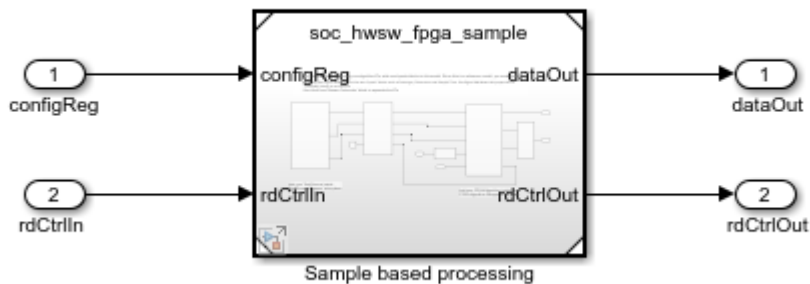 soc_hwsw_fpga_sample
1
configReg
configReg
dataOut
1
dataOut
2
rdCtrlIn
rdCtrlIn
rdCtrlOut
2
rdCtrlOut
Sample based processing